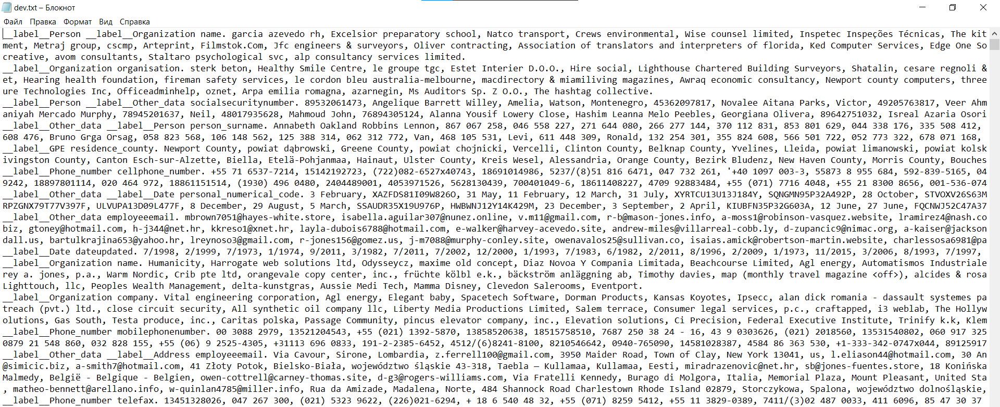 dev.txt – Блокнот
Файл Правка Формат Вид Справка
__label__Person __label__Organization name. garcia azevedo rh, Excelsior preparatory school, Natco transport, Crews environmental, Wise counsel limited, Inspetec Inspeções Técnicas, The kit
ment, Metraj group, cscmp, Arteprint, Filmstok.Com, Jfc engineers & surveyors, Oliver contracting, Association of translators and interpreters of florida, Ked Computer Services, Edge One So
creative, avom consultants, Staltaro psychological svc, alp consultancy services limited.
__label__Organization organisation. sterk beton, Healthy Smile Centre, le groupe tgc, Estet Interier D.O.O., Hire social, Lighthouse Chartered Building Surveyors, Shatalin, cesare regnoli &
et, Hearing health foundation, fireman safety services, le cordon bleu australia-melbourne, macdirectory & miamiliving magazines, Awraq economic consultancy, Newport county computers, three
ure Technologies Inc, Officeadminhelp, oznet, Arpa emilia romagna, azarnegin, Ms Auditors Sp. Z O.O., The hashtag collective.
__label__Person __label__Other_data socialsecuritynumber. 89532061473, Angelique Barrett Willey, Amelia, Watson, Montenegro, 45362097817, Novalee Aitana Parks, Victor, 49205763817, Veer Ahm
aniyah Mercado Murphy, 78945201637, Neil, 48017935628, Mahmoud John, 76894305124, Alanna Yousif Lowery Close, Hashim Leanna Melo Peebles, Georgiana Olivera, 89642751032, Isreal Azaria Osori
__label__Other_data __label__Person person_surname. Annabeth Oakland Robbins Lennon, 867 067 258, 046 558 227, 271 644 080, 266 277 144, 370 112 831, 853 801 629, 044 338 176, 335 508 412,
608 476, Bruno Grga Orsag, 058 823 568, 106 148 562, 125 388 314, 062 312 772, Van, 468 105 531, Levi, 611 448 309, Ronald, 132 254 301, 355 824 608, 566 501 722, 052 773 322, 678 071 168,
__label__GPE residence_county. Newport County, powiat dąbrowski, Greene County, powiat chojnicki, Vercelli, Clinton County, Belknap County, Yvelines, Lleida, powiat limanowski, powiat kolsk
ivingston County, Canton Esch-sur-Alzette, Biella, Etelä-Pohjanmaa, Hainaut, Ulster County, Kreis Wesel, Alessandria, Orange County, Bezirk Bludenz, New Haven County, Morris County, Bouches
__label__Phone_number cellphone_number. +55 71 6537-7214, 15142192723, (722)082-6527x40743, 18691014986, 5237/(8)51 816 6471, 047 732 261, '+40 1097 003-3, 55873 8 955 684, 592-839-5165, 04
9242, 18897801114, 020 464 972, 18861151514, (1930) 496 0480, 2404489001, 4053971526, 5628130439, 700401049-6, 18611408227, 4709 92883484, +55 (071) 7716 4048, +55 21 8300 8656, 001-536-074
__label__Other_data __label__Date personal_numerical_code. 3 February, XAZFDS81I09W826O, 31 May, 11 February, 12 March, 31 July, XYRTCU13U13J184Y, SQNGMN95P32A492P, 28 October, STVOXV26S63M
RPZGNX79T77V397F, ULVUPA13D09L477F, 8 December, 29 August, 5 March, SSAUDR35X19U976P, HWBWNJ12Y14K429M, 23 December, 3 September, 2 April, KIUBFN35P32G603A, 12 June, 27 June, FQCNWJ52C47A37
__label__Other_data employeeemail. mbrown7051@hayes-white.store, isabella.aguilar307@nunez.online, v.m11@gmail.com, r-b@mason-jones.info, a-moss1@robinson-vasquez.website, lramirez4@nash.co
biz, gtoney@hotmail.com, h-j344@net.hr, kkreso1@xnet.hr, layla-dubois6788@hotmail.com, e-walker@harvey-acevedo.site, andrew-miles@villarreal-cobb.ly, d-zupancic9@nimac.org, a-kaiser@jackson
dall.us, bartulkrajina653@yahoo.hr, lreynoso3@gmail.com, r-jones156@gomez.us, j-m7088@murphy-conley.site, owenavalos25@sullivan.co, isaias.amick@robertson-martin.website, charlessosa6981@pa
__label__Date dateupdated. 7/1998, 2/1999, 7/1973, 1/1974, 9/2011, 3/1982, 7/2011, 7/2002, 12/2000, 1/1993, 7/1983, 6/1982, 2/2011, 8/1996, 2/2009, 1/1973, 11/2015, 3/2006, 8/1993, 7/1997,
__label__Organization name. Humanicity, Harrogate web solutions ltd, Odysseycz, maxime old concept, Diaz Novoa Y Compania Limitada, Beachcourse Limited, Agl energy, Automatismos Industriale
rey a. jones, p.a., Warm Nordic, Crib pte ltd, orangevale copy center, inc., früchte kölbl e.k., bäckström anläggning ab, Timothy davies, map (monthly travel magazine <off>), alcides & rosa
Lighttouch, llc, Peoples Wealth Management, delta-kunstgras, Aussie Medi Tech, Mamma Disney, Clevedon Salerooms, Eventport.
__label__Organization company. Vital engineering corporation, Agl energy, Elegant baby, Spacetech Software, Dorman Products, Kansas Koyotes, Ipsecc, alan dick romania - dassault systemes pa
treach (pvt.) ltd., close circuit security, All synthetic oil company llc, Liberty Media Productions Limited, Salem terrace, Consumer legal services, p.c., craftapped, i3 weblab, The Hollyw
olutions, Gas South, Testa produce, inc., Caritas polska, Passage Community, pincus elevator company, inc., Elevation solutions, Ci Precision, Federal Executive Institute, Trinify k.k, Klem
__label__Phone_number mobilephonenumber. 00 3088 2979, 13521204543, +55 (021) 1392-5870, 13858520638, 18515758510, 7687 250 38 24 - 16, 43 9 0303626, (021) 2018560, 13531540802, 060 917 325
0879 21 548 860, 032 828 155, +55 (06) 9 2525-4305, +31113 696 0833, 191-2-2385-6452, 4512/(6)8241-8100, 8210546642, 0940-765090, 14581028387, 4584 86 363 530, +1-333-342-0747x044, 89125917
__label__Other_data __label__Address employeeemail. Via Cavour, Sirone, Lombardia, z.ferrell100@gmail.com, 3950 Maider Road, Town of Clay, New York 13041, us, l.eliason44@hotmail.com, 30 An
@simicic.biz, a-smith7@hotmail.com, 41 Złoty Potok, Bielsko-Biała, województwo śląskie 43-318, Taebla – Kullamaa, Kullamaa, Eesti, miradrazenovic@net.hr, sb@jones-fuentes.store, 18 Konińska
Malmedy, België - Belgique - Belgien, owen-cottrell@carney-thomas.site, d-g3@rogers-williams.com, Via Fratelli Kennedy, Burago di Molgora, Italia, Memorial Plaza, Mount Pleasant, United Sta
, matheo-bennett@arellano.info, w-quinlan4785@miller.info, Rua da Amizade, Madalena, Norte, 484 Shannock Road Charlestown Rhode Island 02879, Storczykowa, Spalona, województwo dolnośląskie,
__label__Phone_number telefax. 13451328026, 047 267 300, (021) 5323 9622, (226)021-6294, + 18 6 540 48 32, +55 (071) 8259 5412, +55 11 3829-0389, 7411/(3)02 487 0033, 411 6096, 85 47 30 37